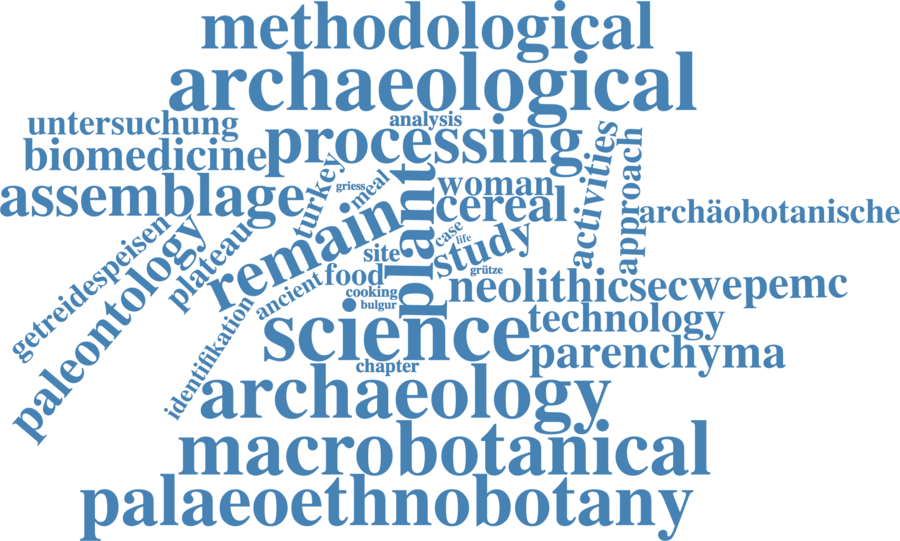 methodological
archaeological
untersuchung
analysis
processing
biomedicine
activities
approach
turkey
griess
meal
woman
assemblage
cereal
archäobotanische
plant
remain
getreidespeisen
paleontology
plateau
case
life
study
site
food
grütze
ancient
cooking
bulgur
neolithicsecwepemc
identifikation
science
technology
parenchyma
chapter
archaeology
macrobotanical
palaeoethnobotany